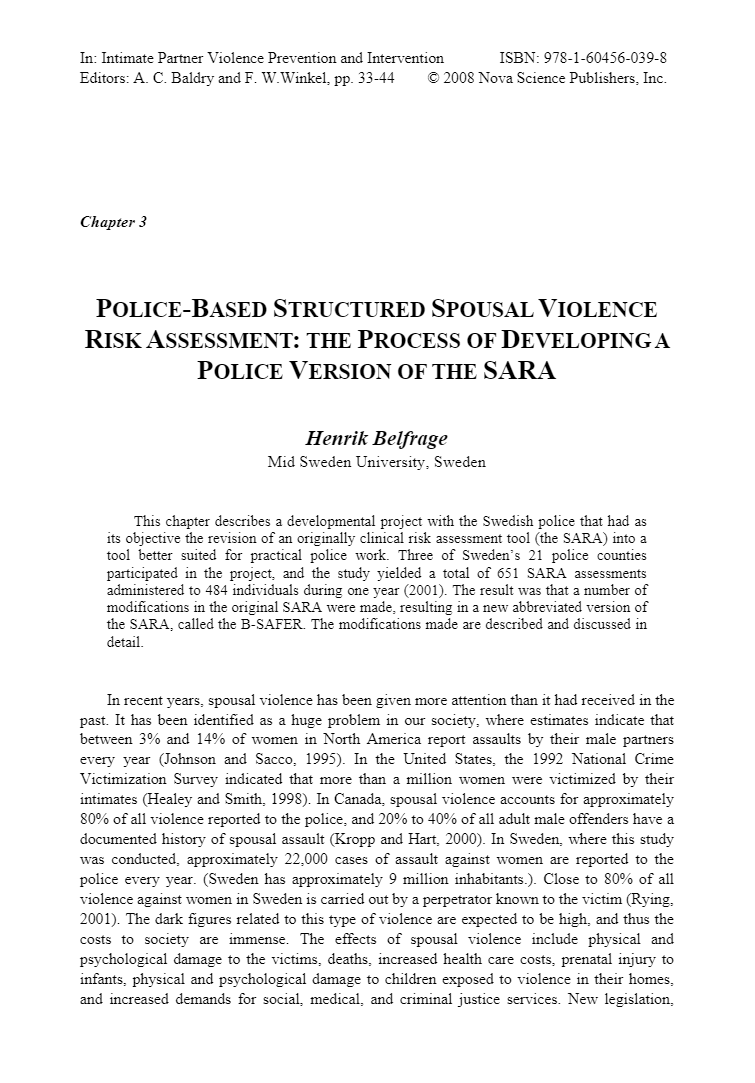 In: Intimate Partner Violence Prevention and Intervention ISBN: 978-1-60456-039-8
Editors: A. C. Baldry and F. W.Winkel, pp. 33-44 © 2008 Nova Science Publishers, Inc.
Chapter 3
POLICE-BASED STRUCTURED SPOUSAL VIOLENCE
RISK ASSESSMENT: THE PROCESS OF DEVELOPING A
POLICE VERSION OF THE SARA
Henrik Belfrage
Mid Sweden University, Sweden
This chapter describes a developmental project with the Swedish police that had as
its objective the revision of an originally clinical risk assessment tool (the SARA) into a
tool better suited for practical police work. Three of Sweden's 21 police counties
participated in the project, and the study yielded a total of 651 SARA assessments
administered to 484 individuals during one year (2001). The result was that a number of
modifications in the original SARA were made, resulting in a new abbreviated version of
the SARA, called the B-SAFER. The modifications made are described and discussed in
detail.
In recent years, spousal violence has been given more attention than it had received in the
past. It has been identified as a huge problem in our society, where estimates indicate that
between 3% and 14% of women in North America report assaults by their male partners
every year (Johnson and Sacco, 1995). In the United States, the 1992 National Crime
Victimization Survey indicated that more than a million women were victimized by their
intimates (Healey and Smith, 1998). In Canada, spousal violence accounts for approximately
80% of all violence reported to the police, and 20% to 40% of all adult male offenders have a
documented history of spousal assault (Kropp and Hart, 2000). In Sweden, where this study
was conducted, approximately 22,000 cases of assault against women are reported to the
police every year. (Sweden has approximately 9 million inhabitants.). Close to 80% of all
violence against women in Sweden is carried out by a perpetrator known to the victim (Rying,
2001). The dark figures related to this type of violence are expected to be high, and thus the
costs to society are immense. The effects of spousal violence include physical and
psychological damage to the victims, deaths, increased health care costs, prenatal injury to
infants, physical and psychological damage to children exposed to violence in their homes,
and increased demands for social, medical, and criminal justice services. New legislation,